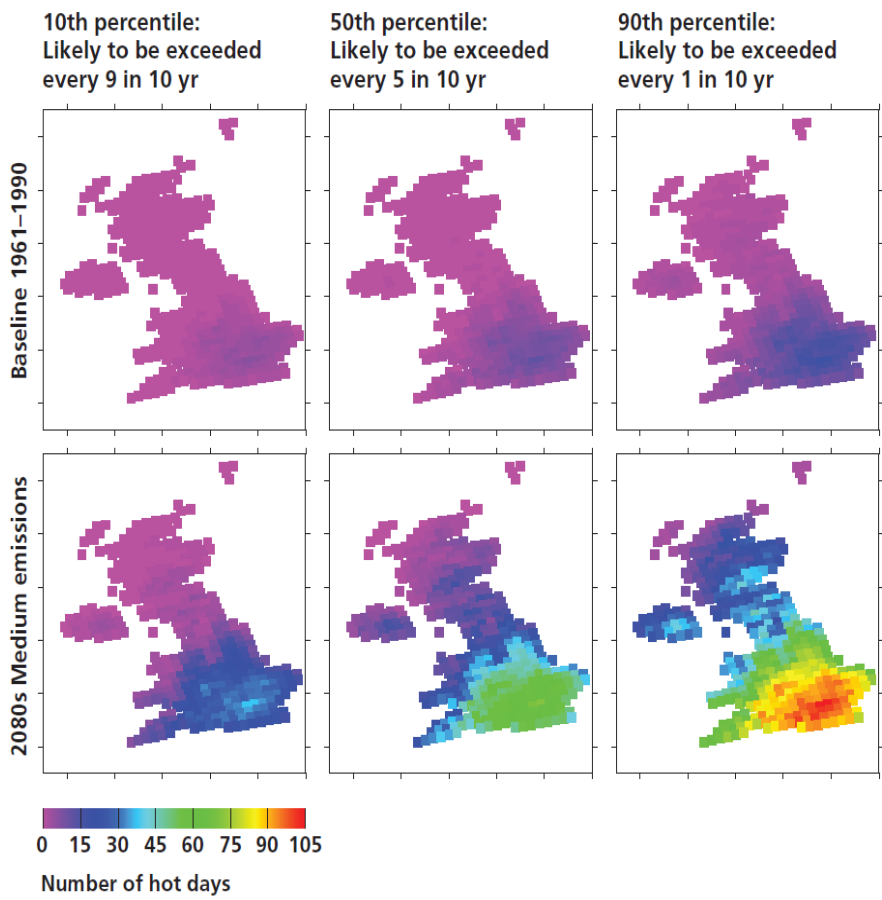 10th percentile:
Likely to be exceeded
every 9 in 10 yr
50th percentile:
Likely to be exceeded
every 5 in 10 yr
90th percentile:
Likely to be exceeded
every 1 in 10 yr
Baseline 1961–1990
2080s Medium emissions
0 15 30 45 60 75 90 105
Number of hot days